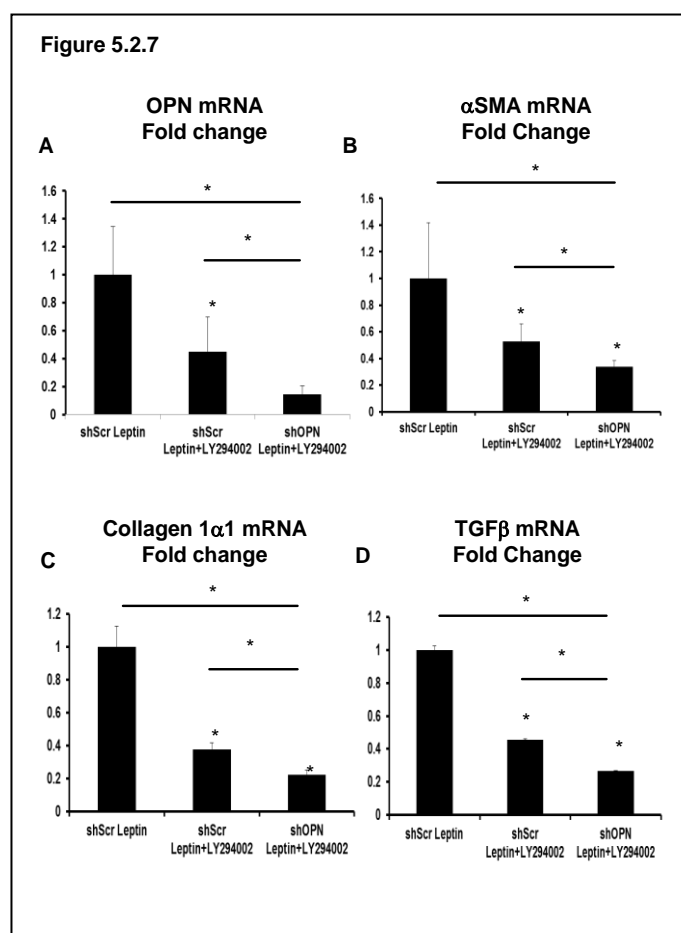 Figure 5.2.7
OPN mRNA
Fold change
A
*
*
*
1.6
1.4
1.2
1
0.8
0.6
0.4
0.2
0
shScr Leptin
shScr
Leptin+LY294002
shOPN
Leptin+LY294002
αSMA mRNA
Fold Change
B
*
*
*
*
1.6
1.4
1.2
1
0.8
0.6
0.4
0.2
0
shScr Leptin
shScr
Leptin+LY294002
shOPN
Leptin+LY294002
Collagen 1α1 mRNA
Fold change
C
*
*
*
*
1.2
1
0.8
0.6
0.4
0.2
0
shScr Leptin
shScr
Leptin+LY294002
shOPN
Leptin+LY294002
TGFβ mRNA
Fold Change
D
*
*
*
*
1.2
1
0.8
0.6
0.4
0.2
0
shScr Leptin
shScr
Leptin+LY294002
shOPN
Leptin+LY294002